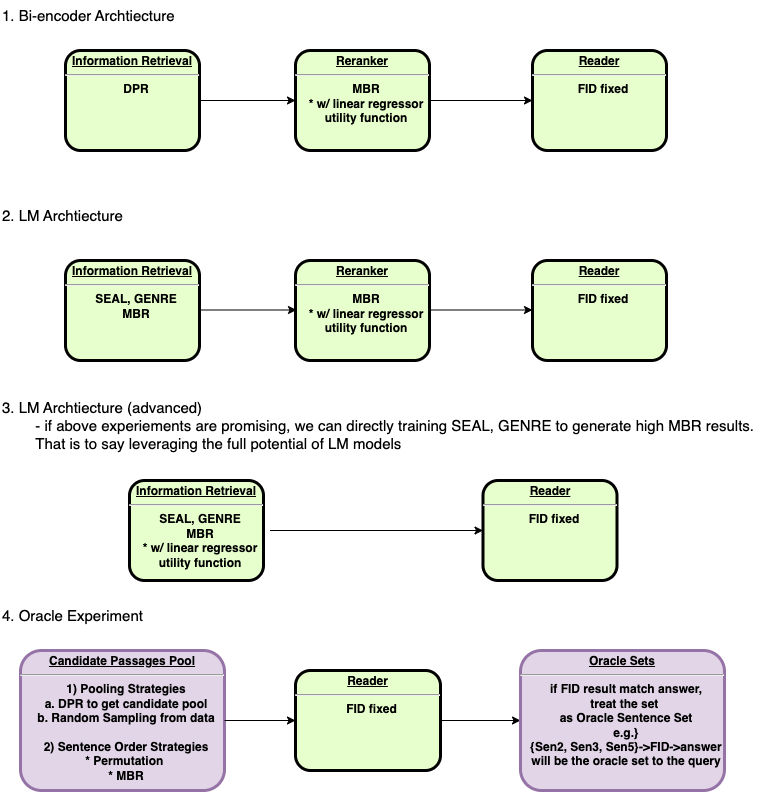 1. Bi-encoder Archtiecture
Information Retrieval
DPR
Reranker
MBR
* w/ linear regressor
utility function
Reader
FID fixed
2. LM Archtiecture
Information Retrieval
SEAL, GENRE
MBR
Reranker
MBR
* w/ linear regressor
utility function
Reader
FID fixed
3. LM Archtiecture (advanced)
- if above experiements are promising, we can directly training SEAL, GENRE to generate high MBR results.
That is to say leveraging the full potential of LM models
Information Retrieval
SEAL, GENRE
MBR
* w/ linear regressor
utility function
Reader
FID fixed
4. Oracle Experiment
Candidate Passages Pool
1) Pooling Strategies
a. DPR to get candidate pool
b. Random Sampling from data
2) Sentence Order Strategies
* Permutation
* MBR
Reader
FID fixed
Oracle Sets
if FID result match answer,
treat the set
as Oracle Sentence Set
e.g.}
{Sen2, Sen3, Sen5}->FID->answer
will be the oracle set to the query